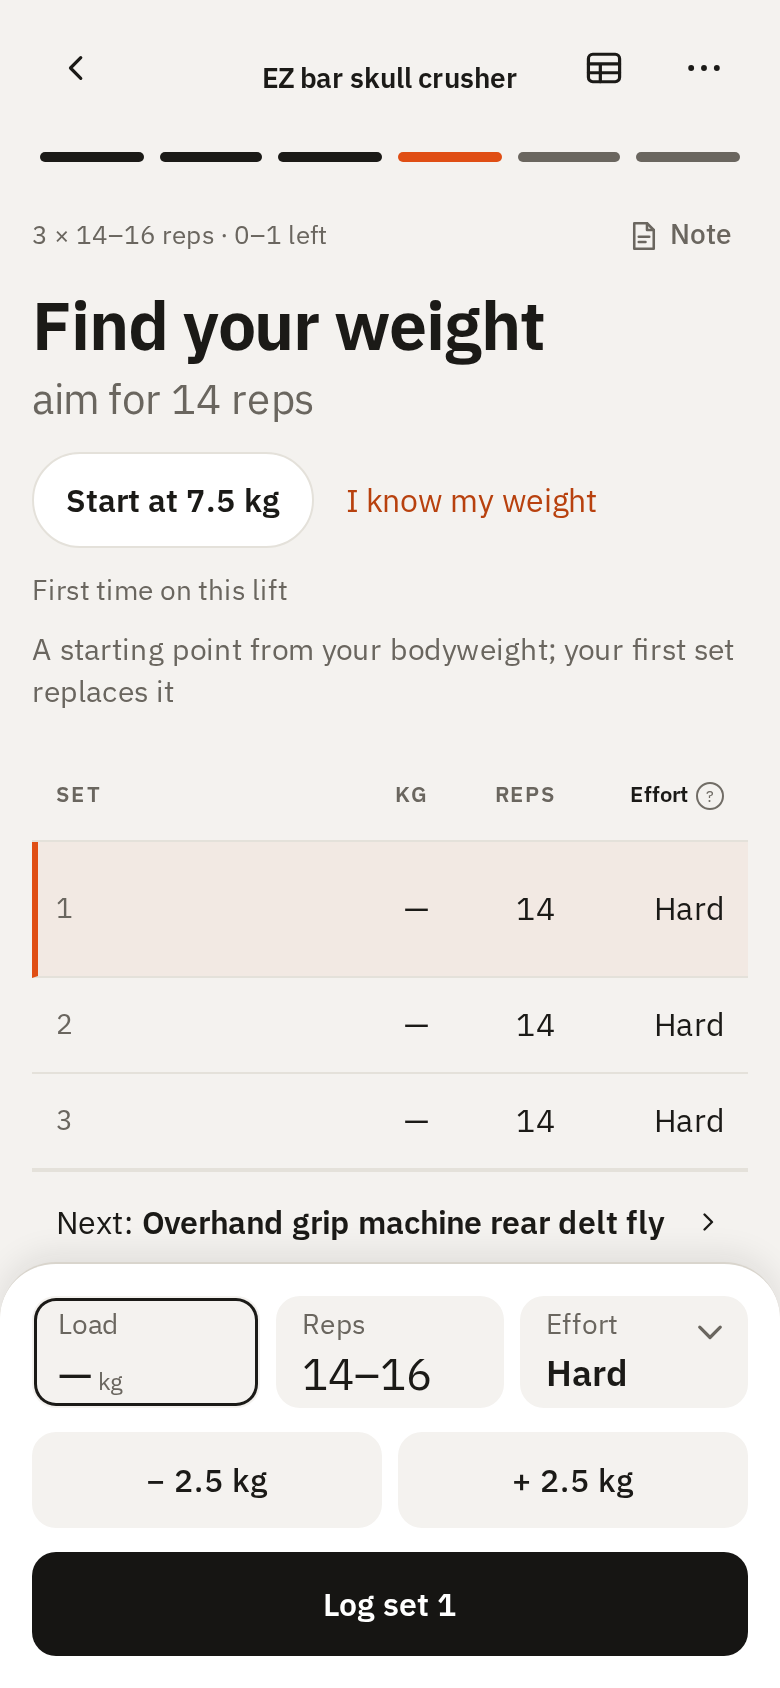 EZ bar skull crusher
3 × 14–16 reps · 0–1 left
Note
Find your weight
aim for 14 reps
Start at 7.5 kg
I know my weight
First time on this lift
A starting point from your bodyweight; your first set
replaces it
SET KG REPS Effort ?
1 — 14 Hard
2 — 14 Hard
3 — 14 Hard
Next: Overhand grip machine rear delt fly
Load Reps Effort
— kg 14–16 Hard
− 2.5 kg + 2.5 kg
Log set 1